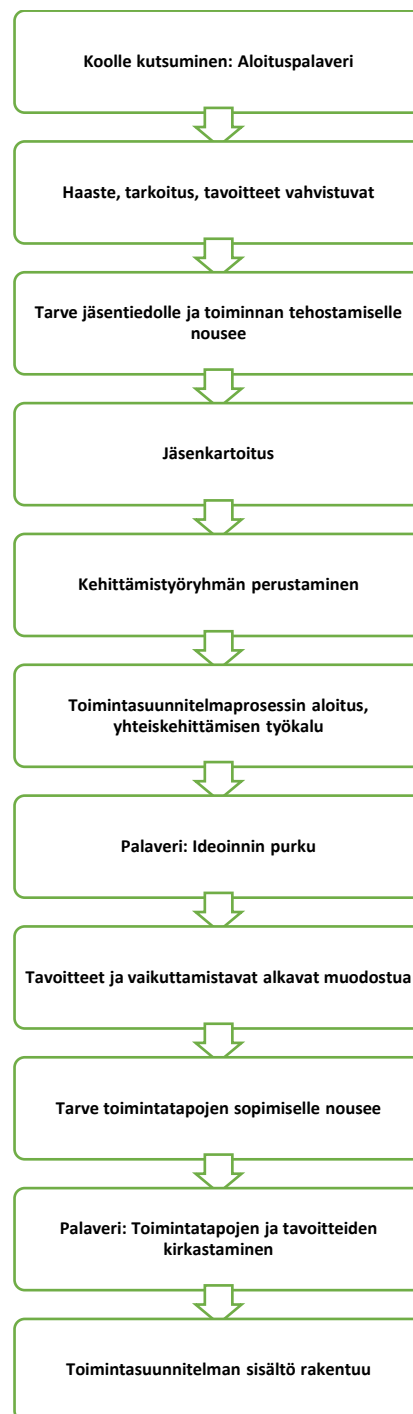 Koolle kutsuminen: Aloituspalaveri
Haaste, tarkoitus, tavoitteet vahvistuvat
Tarve jäsentiedolle ja toiminnan tehostamiselle
nousee
Jäsenkartoitus
Kehittämistyöryhmän perustaminen
Toimintasuunnitelmaprosessin aloitus,
yhteiskehittämisen työkalu
Palaveri: Ideoinnin purku
Tavoitteet ja vaikuttamistavat alkavat muodostua
Tarve toimintatapojen sopimiselle nousee
Palaveri: Toimintatapojen ja tavoitteiden
kirkastaminen
Toimintasuunnitelman sisältö rakentuu